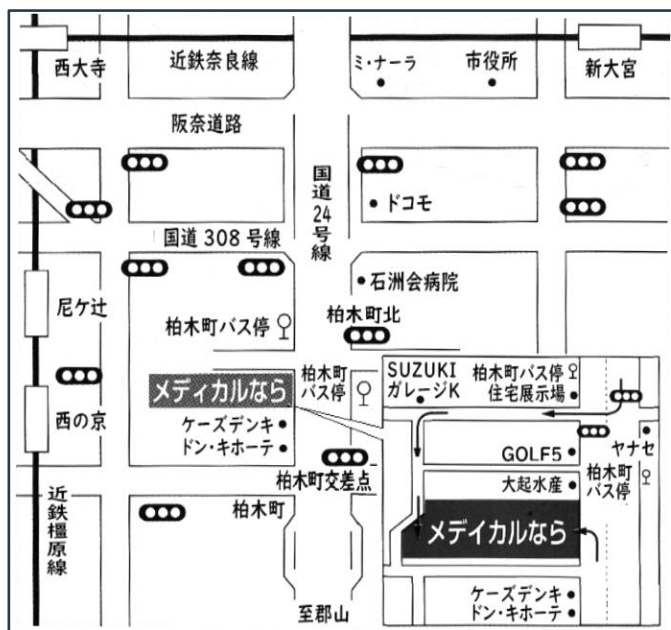 西大寺
近鉄奈良線
ミ・ナーラ
市役所
新大宮
阪奈道路
国道24号線
ドコモ
国道 308 号線
石洲会病院
尼ケ辻
柏木町バス停
柏木町北
メディカルなら
柏木町
バス停
西の京
ケーズデンキ
ドン・キホーテ
柏木町交差点
近鉄橿原線
柏木町
至郡山
SUZUKI
ガレージK
柏木町バス停
住宅展示場
ヤナセ
GOLF5
柏木町
バス停
大起水産
メデイカルなら
ケーズデンキ
ドン・キホーテ